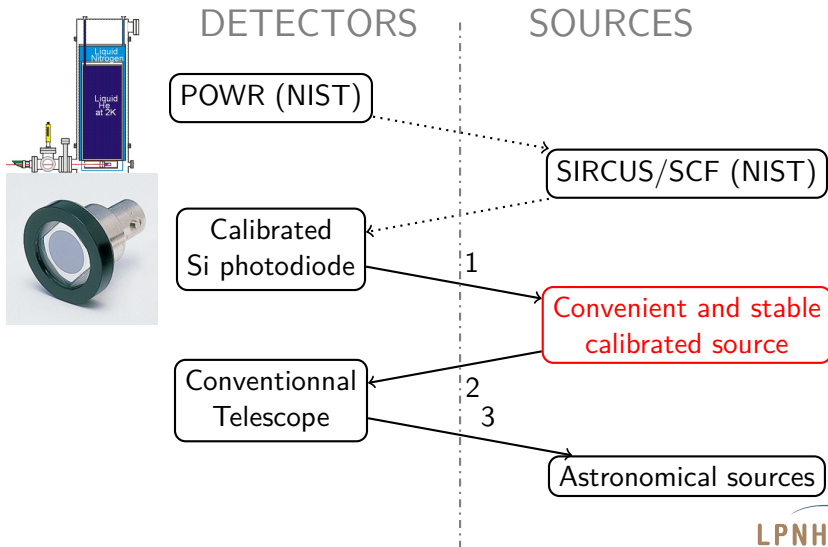 DETECTORS
SOURCES
Liquid
Nitrogen
Liquid
He
at 2K
POWR (NIST)
SIRCUS/SCF (NIST)
Calibrated
Si photodiode
1
Convenient and stable
calibrated source
Conventionnal
Telescope
2
3
Astronomical sources
LPNH